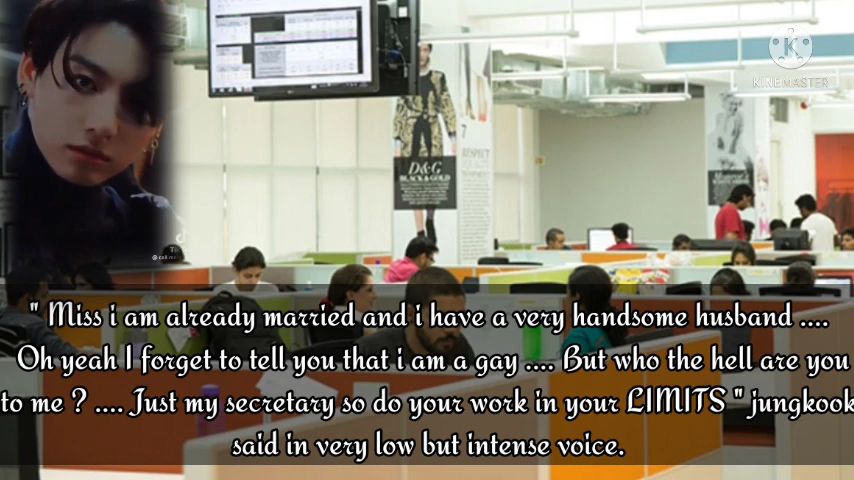 KINEMASTER
D&G
BLACK & GOLD
7
" Miss i am already married and i have a very handsome husband ....
Oh yeah I forget to tell you that i am a gay .... But who the hell are you
to me ? .... Just my secretary so do your work in your LIMITS " jungkook
said in very low but intense voice.